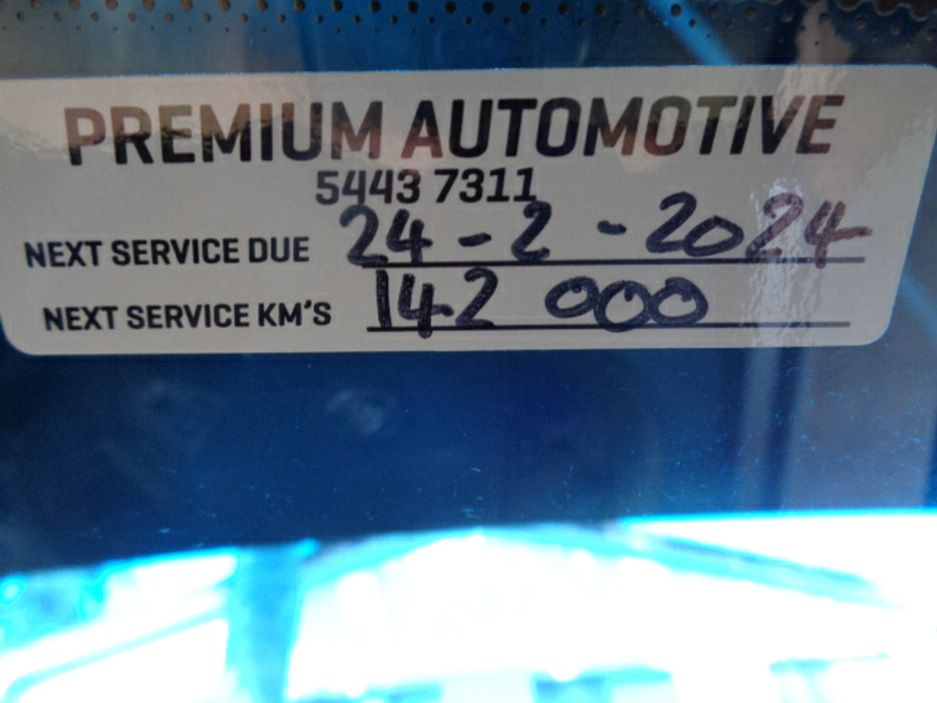 PREMIUM AUTOMOTIVE
5443 7311
NEXT SERVICE DUE 24-2-2024
NEXT SERVICE KM'S 142 000